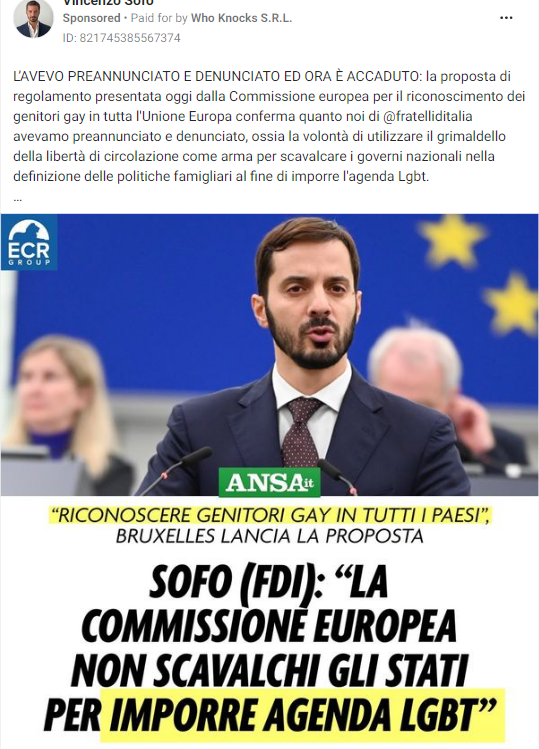 Vincenzo Sofo
Sponsored • Paid for by Who Knocks S.R.L.
ID: 821745385567374
L'AVEVO PREANNUNCIATO E DENUNCIATO ED ORA È ACCADUTO: la proposta di
regolamento presentata oggi dalla Commissione europea per il riconoscimento dei
genitori gay in tutta l'Unione Europa conferma quanto noi di @fratelliditalia
avevamo preannunciato e denunciato, ossia la volontà di utilizzare il grimaldello
della libertà di circolazione come arma per scavalcare i governi nazionali nella
definizione delle politiche famigliari al fine di imporre l'agenda Lgbt.
...
ECR
GROUP
ANSA.it
“RICONOSCERE GENITORI GAY IN TUTTI I PAESI”,
BRUXELLES LANCIA LA PROPOSTA
SOFO (FDI): “LA
COMMISSIONE EUROPEA
NON SCAVALCHI GLI STATI
PER IMPORRE AGENDA LGBT”